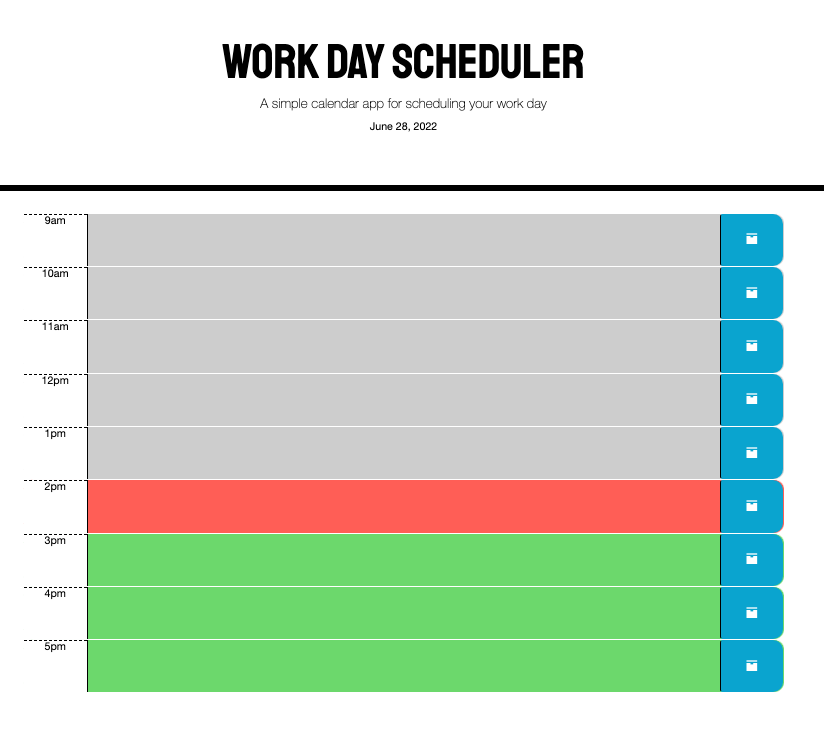 WORK DAY SCHEDULER
A simple calendar app for scheduling your work day
June 28, 2022
9am
10am
11am
12pm
1pm
2pm
3pm
4pm
5pm